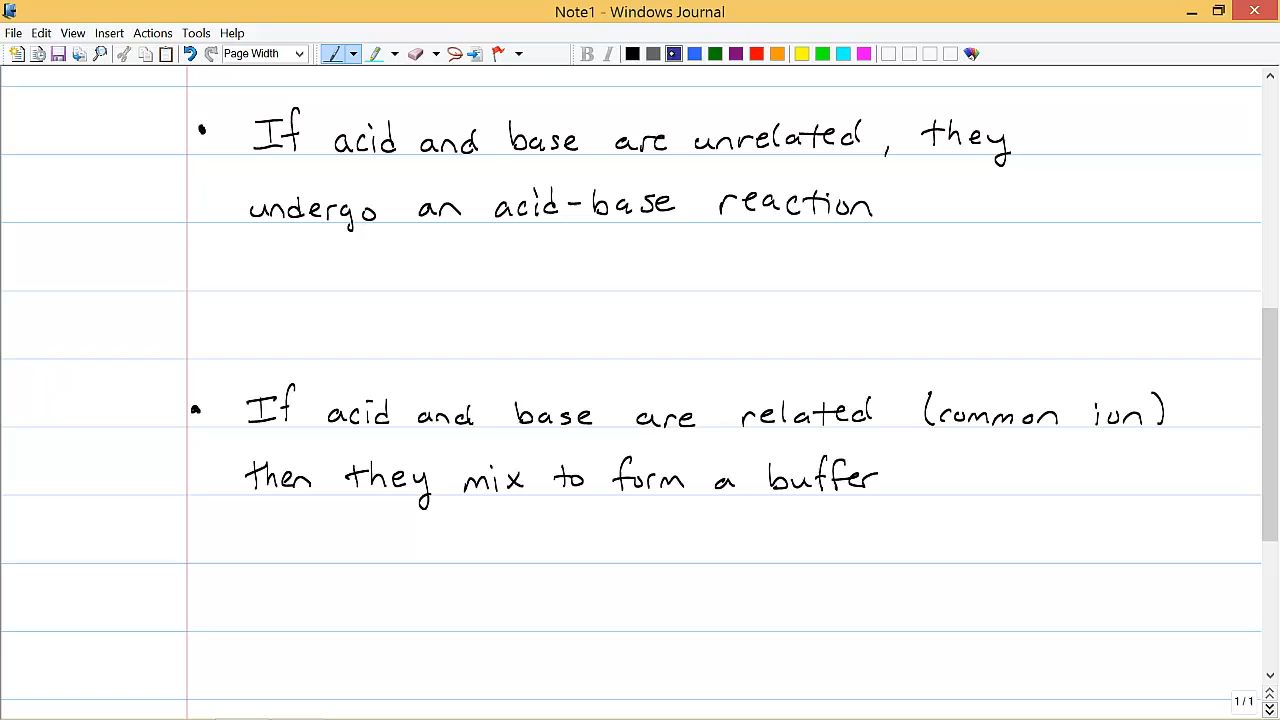 Note1 - Windows Journal
File Edit View Insert Actions Tools Help
Page Width B I
• If acid and base are unrelated, they
undergo an acid-base reaction
• If acid and base are related (common ion)
then they mix to form a buffer
1/1